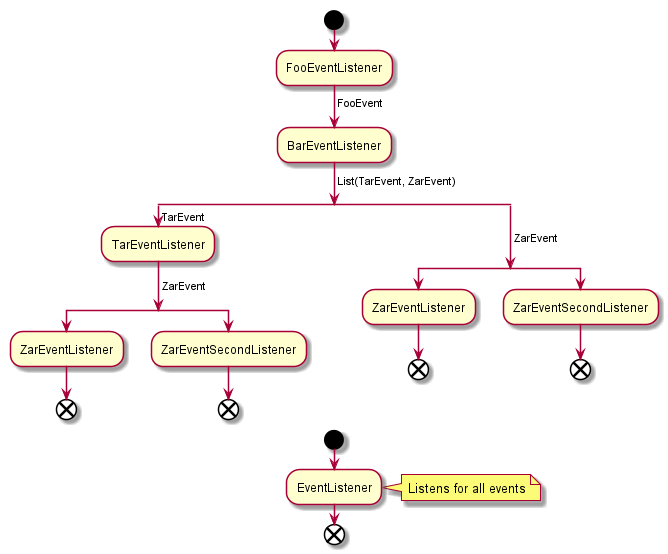 FooEventListener
FooEvent
BarEventListener
List(TarEvent, ZarEvent)
TarEvent
TarEventListener
ZarEvent
ZarEventListener
ZarEventSecondListener
ZarEvent
ZarEventListener
ZarEventSecondListener
EventListener
Listens for all events